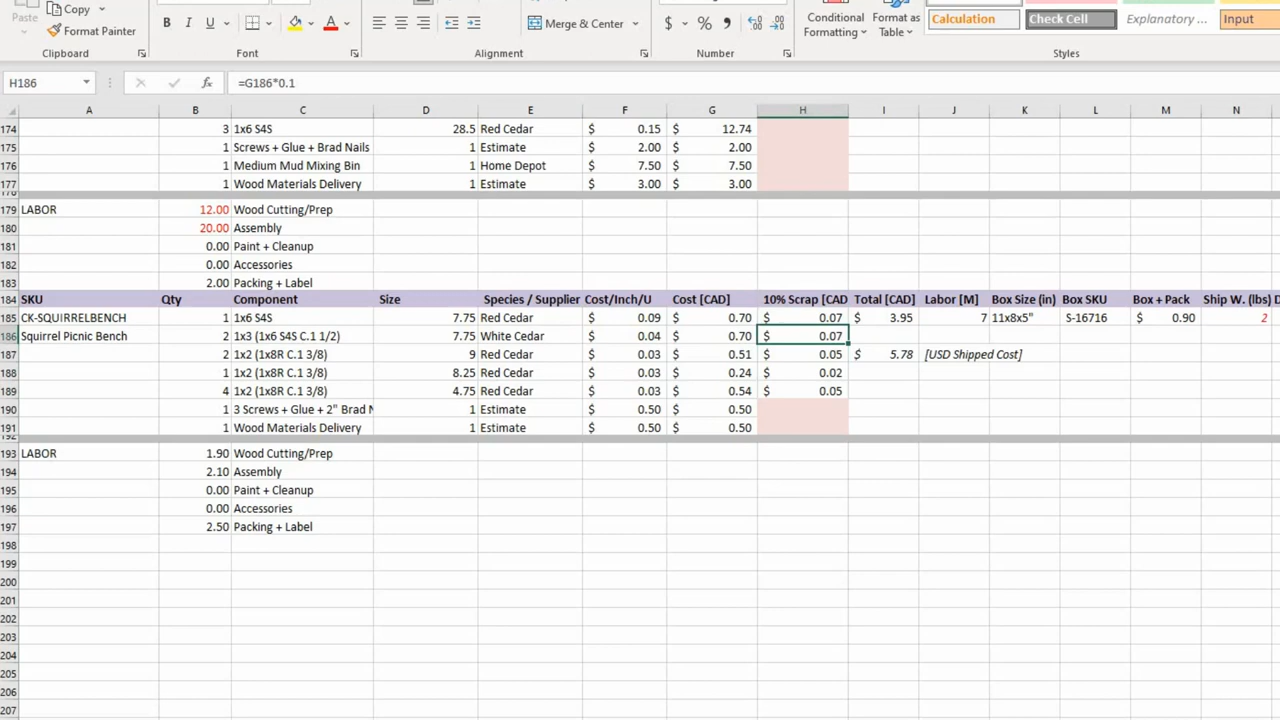 Copy
Format Painter
B I U A
Merge & Center
$ % , .00
Conditional Formatting
Format as Table
Calculation Check Cell Explanatory ... Input
Clipboard Font Alignment Number Styles
H186 fx =G186*0.1
A B C D E F G H I J K L M N
174 3 1x6 S4S 28.5 Red Cedar $ 0.15 $ 12.74
175 1 Screws + Glue + Brad Nails 1 Estimate $ 2.00 $ 2.00
176 1 Medium Mud Mixing Bin 1 Home Depot $ 7.50 $ 7.50
177 1 Wood Materials Delivery 1 Estimate $ 3.00 $ 3.00
179 LABOR 12.00 Wood Cutting/Prep
180 20.00 Assembly
181 0.00 Paint + Cleanup
182 0.00 Accessories
183 2.00 Packing + Label
184 SKU Qty Component Size Species / Supplier Cost/Inch/U Cost [CAD] 10% Scrap [CAD Total [CAD] Labor [M] Box Size (in) Box SKU Box + Pack Ship W. (lbs) D
185 CK-SQUIRRELBENCH 1 1x6 S4S 7.75 Red Cedar $ 0.09 $ 0.70 $ 0.07 $ 3.95 7 11x8x5" S-16716 $ 0.90 2
186 Squirrel Picnic Bench 2 1x3 (1x6 S4S C.1 1/2) 7.75 White Cedar $ 0.04 $ 0.70 $ 0.07
187 2 1x2 (1x8R C.1 3/8) 9 Red Cedar $ 0.03 $ 0.51 $ 0.05 $ 5.78 [USD Shipped Cost]
188 1 1x2 (1x8R C.1 3/8) 8.25 Red Cedar $ 0.03 $ 0.24 $ 0.02
189 4 1x2 (1x8R C.1 3/8) 4.75 Red Cedar $ 0.03 $ 0.54 $ 0.05
190 1 3 Screws + Glue + 2" Brad N 1 Estimate $ 0.50 $ 0.50
191 1 Wood Materials Delivery 1 Estimate $ 0.50 $ 0.50
193 LABOR 1.90 Wood Cutting/Prep
194 2.10 Assembly
195 0.00 Paint + Cleanup
196 0.00 Accessories
197 2.50 Packing + Label
198
199
200
201
202
203
204
205
206
207